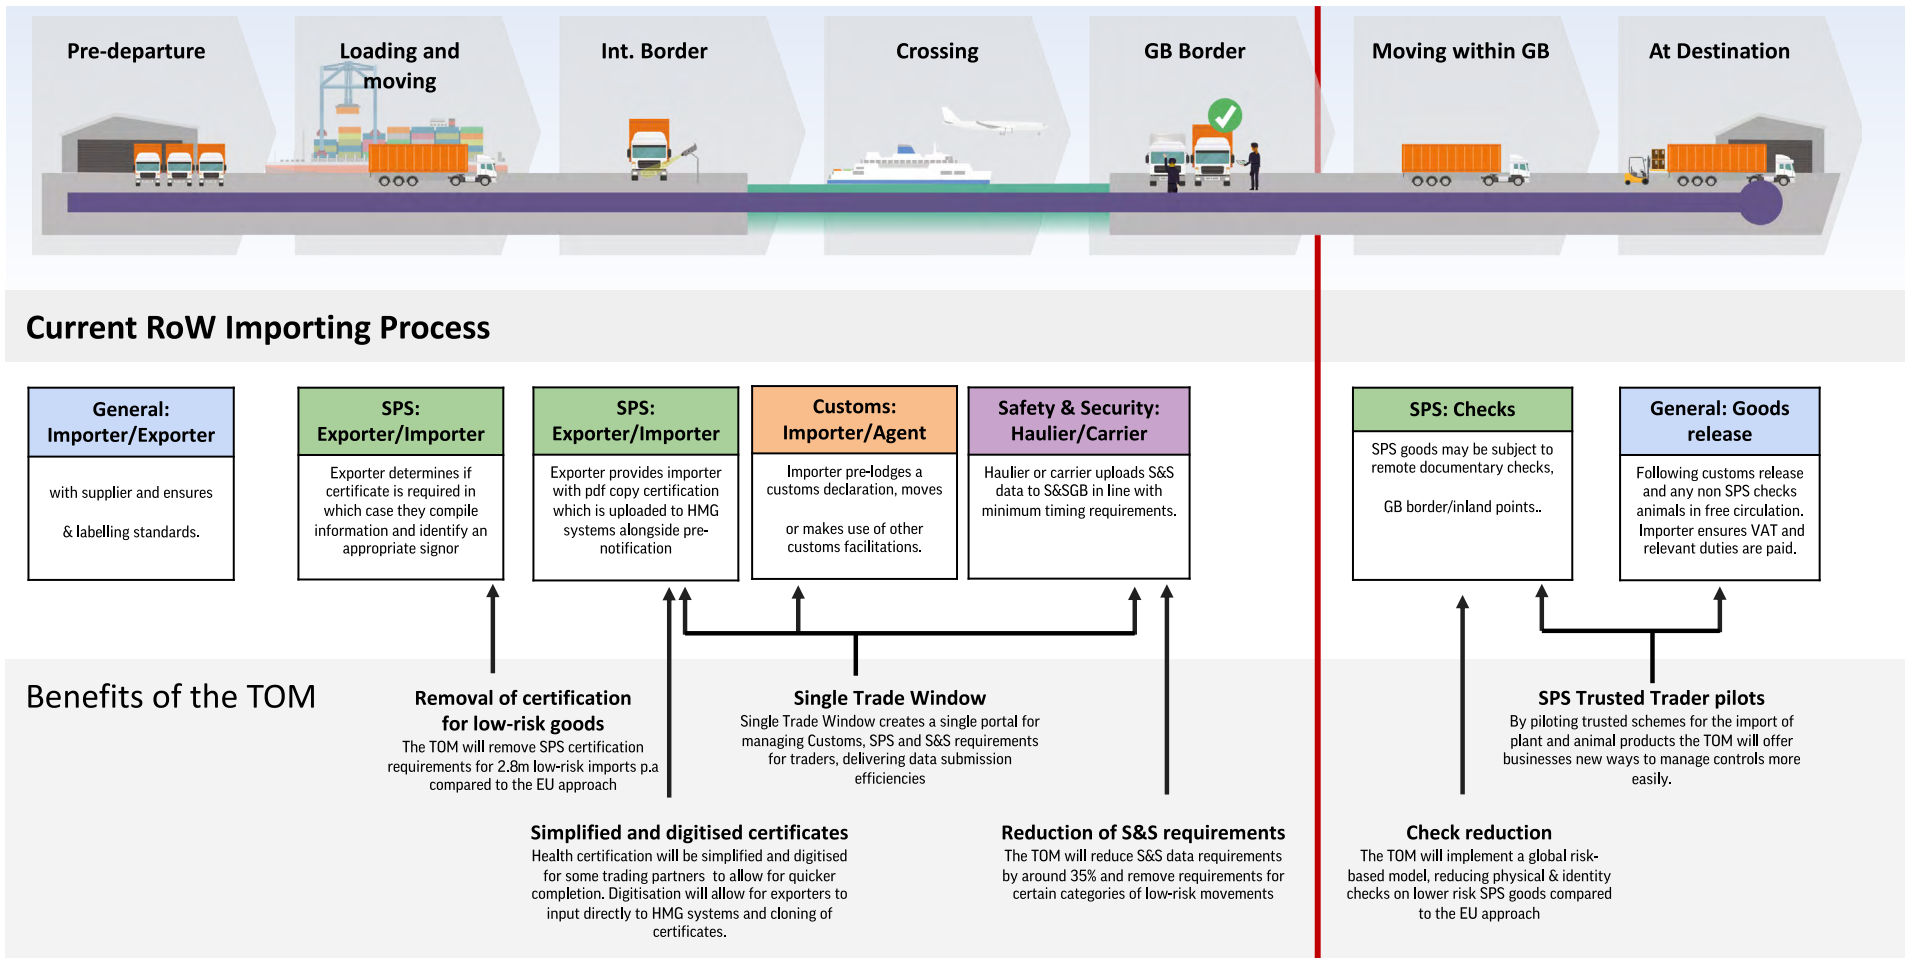 Pre-departure
Loading and
moving
Int. Border
Crossing
GB Border
Moving within GB
At Destination
Current RoW Importing Process
General:
Importer/Exporter
with supplier and ensures
& labelling standards.
SPS:
Exporter/Importer
Exporter determines if
certificate is required in
which case they compile
information and identify an
appropriate signor
SPS:
Exporter/Importer
Exporter provides importer
with pdf copy certification
which is uploaded to HMG
systems alongside pre-
notification
Customs:
Importer/Agent
Importer pre-lodges a
customs declaration, moves
or makes use of other
customs facilitations.
Safety & Security:
Haulier/Carrier
Haulier or carrier uploads S&S
data to S&SGB in line with
minimum timing requirements.
SPS: Checks
SPS goods may be subject to
remote documentary checks,
GB border/inland points..
General: Goods
release
Following customs release
and any non SPS checks
animals in free circulation.
Importer ensures VAT and
relevant duties are paid.
Benefits of the TOM
Removal of certification
for low-risk goods
The TOM will remove SPS certification
requirements for 2.8m low-risk imports p.a
compared to the EU approach
Single Trade Window
Single Trade Window creates a single portal for
managing Customs, SPS and S&S requirements
for traders, delivering data submission
efficiencies
SPS Trusted Trader pilots
By piloting trusted schemes for the import of
plant and animal products the TOM will offer
businesses new ways to manage controls more
easily.
Simplified and digitised certificates
Health certification will be simplified and digitised
for some trading partners to allow for quicker
completion. Digitisation will allow for exporters to
input directly to HMG systems and cloning of
certificates.
Reduction of S&S requirements
The TOM will reduce S&S data requirements
by around 35% and remove requirements for
certain categories of low-risk movements
Check reduction
The TOM will implement a global risk-
based model, reducing physical & identity
checks on lower risk SPS goods compared
to the EU approach